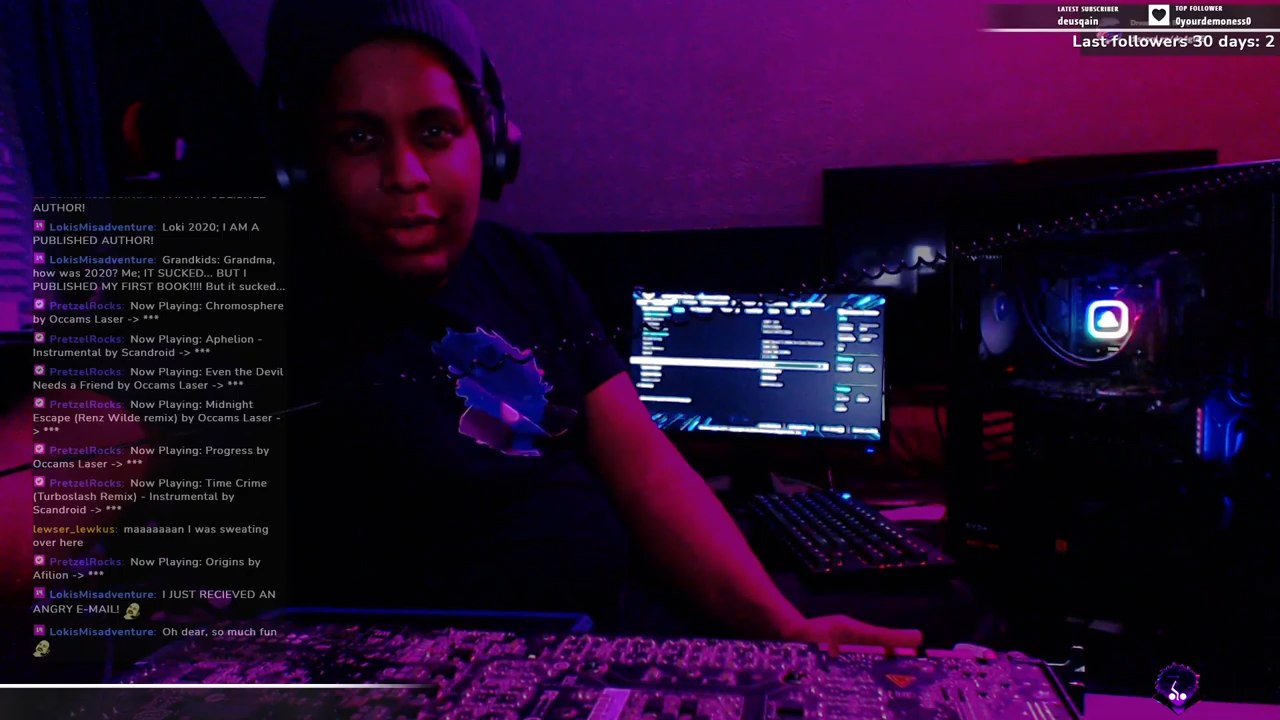 LATEST SUBSCRIBER
deusqain
TOP FOLLOWER
0yourdemoness0
Last followers 30 days: 2
AUTHOR!
LokisMisadventure: Loki 2020; I AM A
PUBLISHED AUTHOR!
LokisMisadventure: Grandkids: Grandma,
how was 2020? Me; IT SUCKED... BUT I
PUBLISHED MY FIRST BOOK!!!! But it sucked...
PretzelRocks: Now Playing: Chromosphere
by Occams Laser -> ***
PretzelRocks: Now Playing: Aphelion -
Instrumental by Scandroid -> ***
PretzelRocks: Now Playing: Even the Devil
Needs a Friend by Occams Laser -> ***
PretzelRocks: Now Playing: Midnight
Escape (Renz Wilde remix) by Occams Laser -
> ***
PretzelRocks: Now Playing: Progress by
Occams Laser -> ***
PretzelRocks: Now Playing: Time Crime
(Turboslash Remix) - Instrumental by
Scandroid -> ***
lewser_lewkus: maaaaaaan I was sweating
over here
PretzelRocks: Now Playing: Origins by
Afilion -> ***
LokisMisadventure: I JUST RECIEVED AN
ANGRY E-MAIL!
LokisMisadventure: Oh dear, so much fun